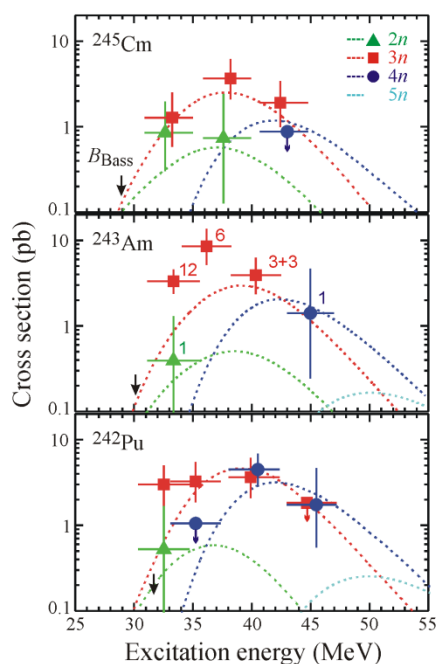 ²⁴⁵Cm
2n
3n
4n
5n
10
1
0.1
B_Bass
²⁴³Am
10
1
0.1
12
6
3+3
1
1
²⁴²Pu
10
1
0.1
Cross section (pb)
25 30 35 40 45 50 55
Excitation energy (MeV)